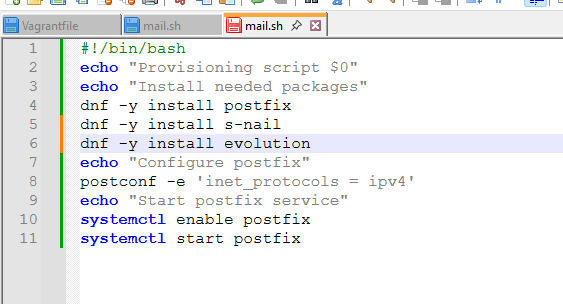 Vagrantfile mail.sh mail.sh
1 #!/bin/bash
2 echo "Provisioning script $0"
3 echo "Install needed packages"
4 dnf -y install postfix
5 dnf -y install s-nail
6 dnf -y install evolution
7 echo "Configure postfix"
8 postconf -e 'inet_protocols = ipv4'
9 echo "Start postfix service"
10 systemctl enable postfix
11 systemctl start postfix